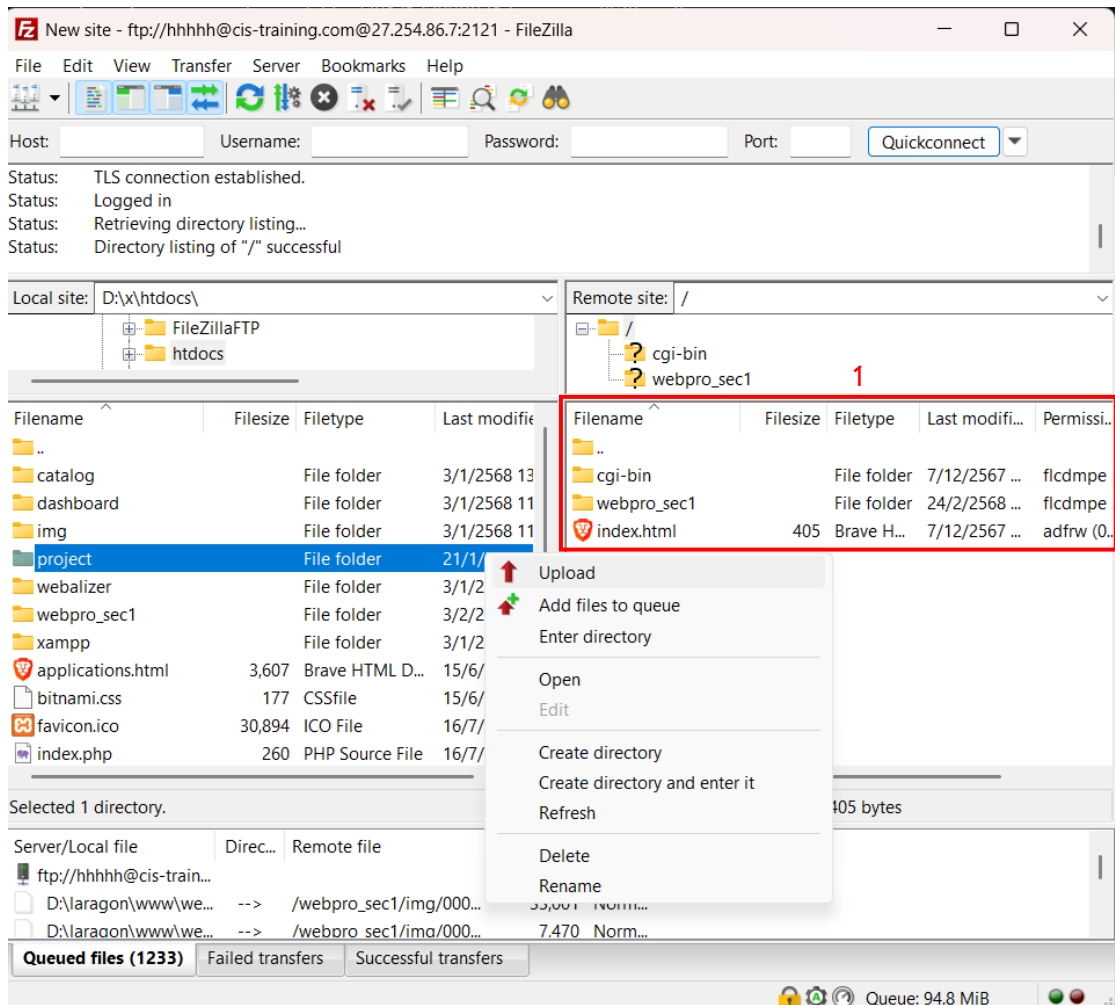 New site - ftp://hhhhh@cis-training.com@27.254.86.7:2121 - FileZilla
File Edit View Transfer Server Bookmarks Help
Host: Username: Password: Port: Quickconnect
Status: TLS connection established.
Status: Logged in
Status: Retrieving directory listing...
Status: Directory listing of "/" successful
Local site: D:\x\htdocs\
FileZillaFTP
htdocs
Remote site: /
/
cgi-bin
webpro_sec1
1
Filename Filesize Filetype Last modifie
..
catalog File folder 3/1/2568 13
dashboard File folder 3/1/2568 11
img File folder 3/1/2568 11
project File folder 21/1/
webalizer File folder 3/1/2
webpro_sec1 File folder 3/2/2
xampp File folder 3/1/2
applications.html 3,607 Brave HTML D... 15/6/
bitnami.css 177 CSSfile 15/6/
favicon.ico 30,894 ICO File 16/7/
index.php 260 PHP Source File 16/7/
Selected 1 directory.
Filename Filesize Filetype Last modifi... Permissi...
..
cgi-bin File folder 7/12/2567 ... flcdmpe
webpro_sec1 File folder 24/2/2568 ... flcdmpe
index.html 405 Brave H... 7/12/2567 ... adfrw (0...
405 bytes
Upload
Add files to queue
Enter directory
Open
Edit
Create directory
Create directory and enter it
Refresh
Delete
Rename
Server/Local file Direc... Remote file
ftp://hhhhh@cis-train...
D:\laragon\www\we... --> /webpro_sec1/img/000... Norm...
D:\laragon\www\we... --> /webpro_sec1/img/000... 7,470 Norm...
Queued files (1233) Failed transfers Successful transfers
Queue: 94.8 MiB